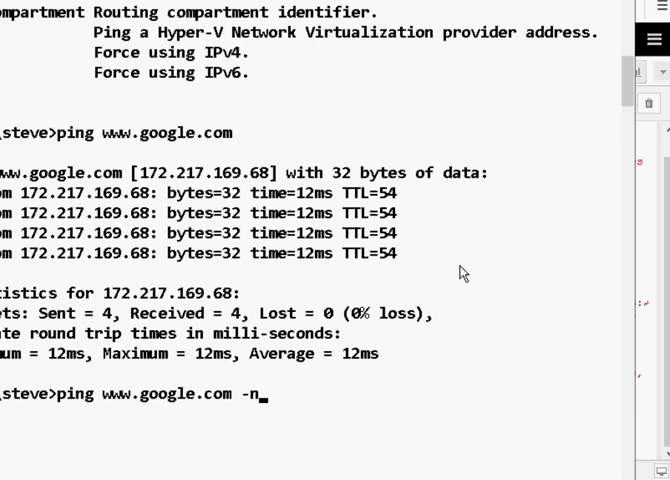 ompartment Routing compartment identifier.
Ping a Hyper-V Network Virtualization provider address.
Force using IPv4.
Force using IPv6.
\steve>ping www.google.com
ww.google.com [172.217.169.68] with 32 bytes of data:
om 172.217.169.68: bytes=32 time=12ms TTL=54
om 172.217.169.68: bytes=32 time=12ms TTL=54
om 172.217.169.68: bytes=32 time=12ms TTL=54
om 172.217.169.68: bytes=32 time=12ms TTL=54
tistics for 172.217.169.68:
ets: Sent = 4, Received = 4, Lost = 0 (0% loss),
ate round trip times in milli-seconds:
mum = 12ms, Maximum = 12ms, Average = 12ms
\steve>ping www.google.com -n_